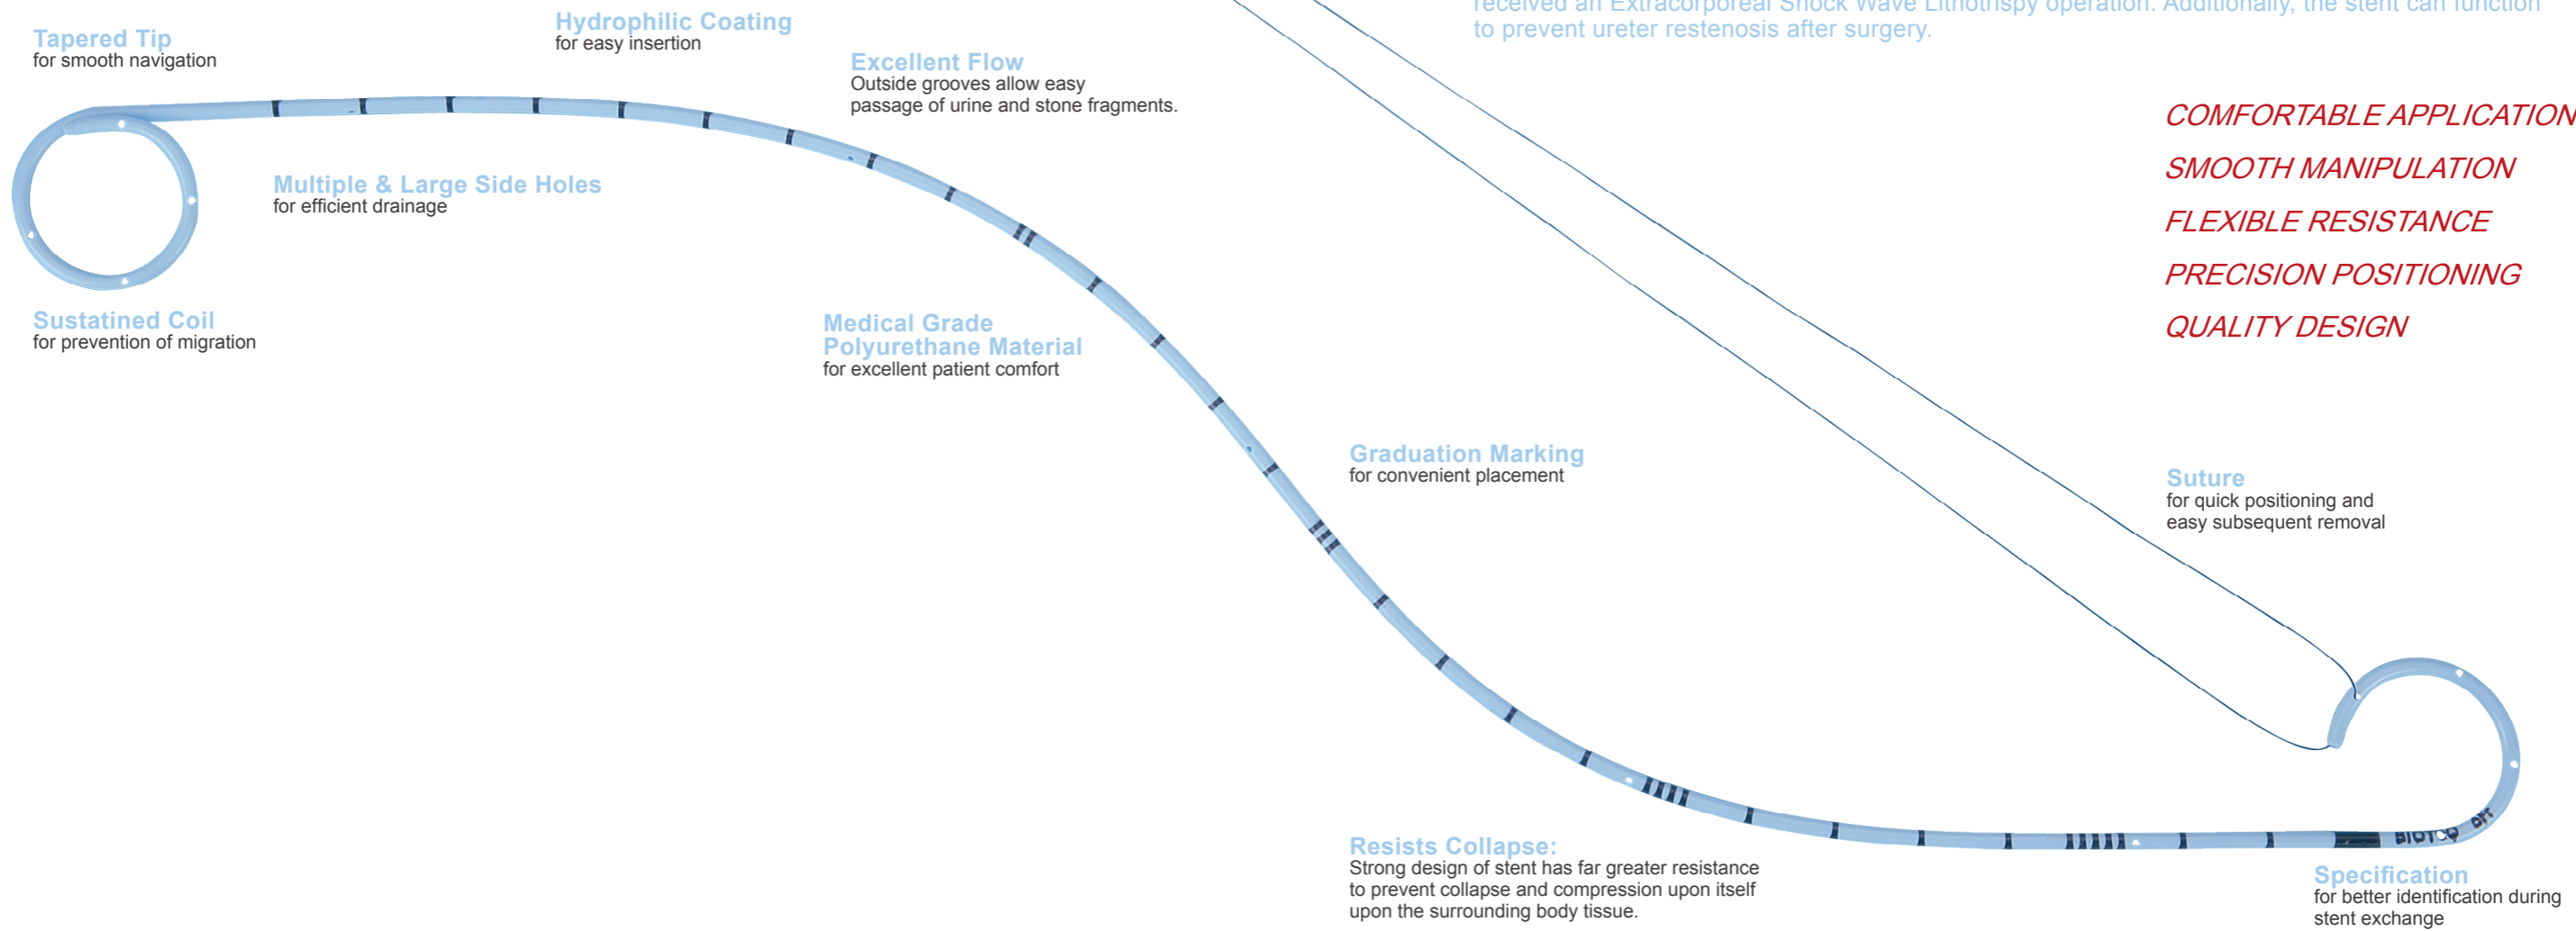 received an Extracorporeal Shock Wave Lithotrispy operation. Additionally, the stent can function
to prevent ureter restenosis after surgery.
Tapered Tip
for smooth navigation
Hydrophilic Coating
for easy insertion
Excellent Flow
Outside grooves allow easy
passage of urine and stone fragments.
COMFORTABLE APPLICATION
SMOOTH MANIPULATION
FLEXIBLE RESISTANCE
PRECISION POSITIONING
QUALITY DESIGN
Multiple & Large Side Holes
for efficient drainage
Sustatined Coil
for prevention of migration
Medical Grade
Polyurethane Material
for excellent patient comfort
Graduation Marking
for convenient placement
Suture
for quick positioning and
easy subsequent removal
Resists Collapse:
Strong design of stent has far greater resistance
to prevent collapse and compression upon itself
upon the surrounding body tissue.
BIOTEQ
Specification
for better identification during
stent exchange